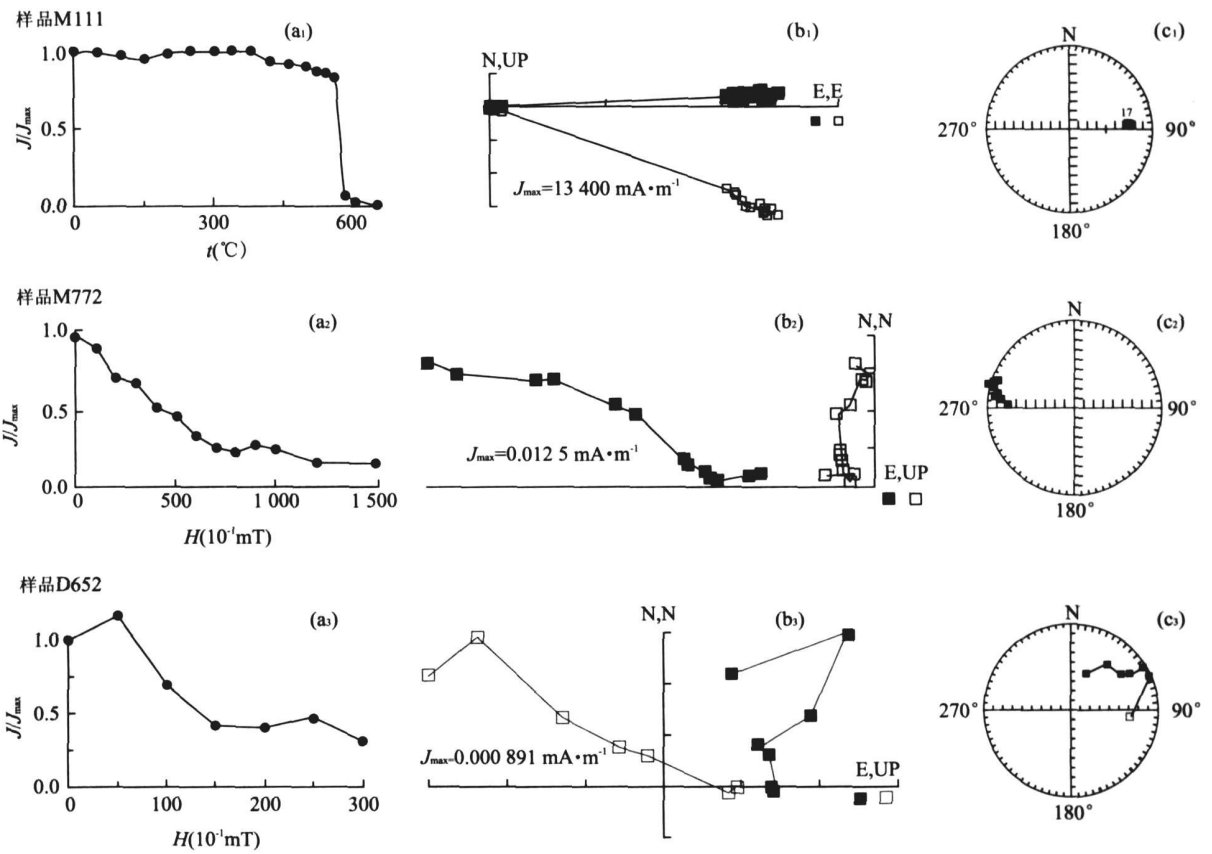 样品M111
(a₁)
1.0
0.5
0.0
J/Jmax
0
300
600
t(℃)
(b₁)
N,UP
E,E
Jmax=13 400 mA·m⁻¹
(c₁)
N
17
270°
90°
180°
样品M772
(a₂)
1.0
0.5
0
J/Jmax
0
500
1 000
1 500
H(10⁻¹mT)
(b₂)
N,N
Jmax=0.012 5 mA·m⁻¹
E,UP
(c₂)
N
270°
90°
180°
样品D652
(a₃)
1.0
0.5
0.0
J/Jmax
0
100
200
300
H(10⁻¹mT)
N,N
(b₃)
Jmax=0.000 891 mA·m⁻¹
E,UP
(c₃)
N
270°
90°
180°